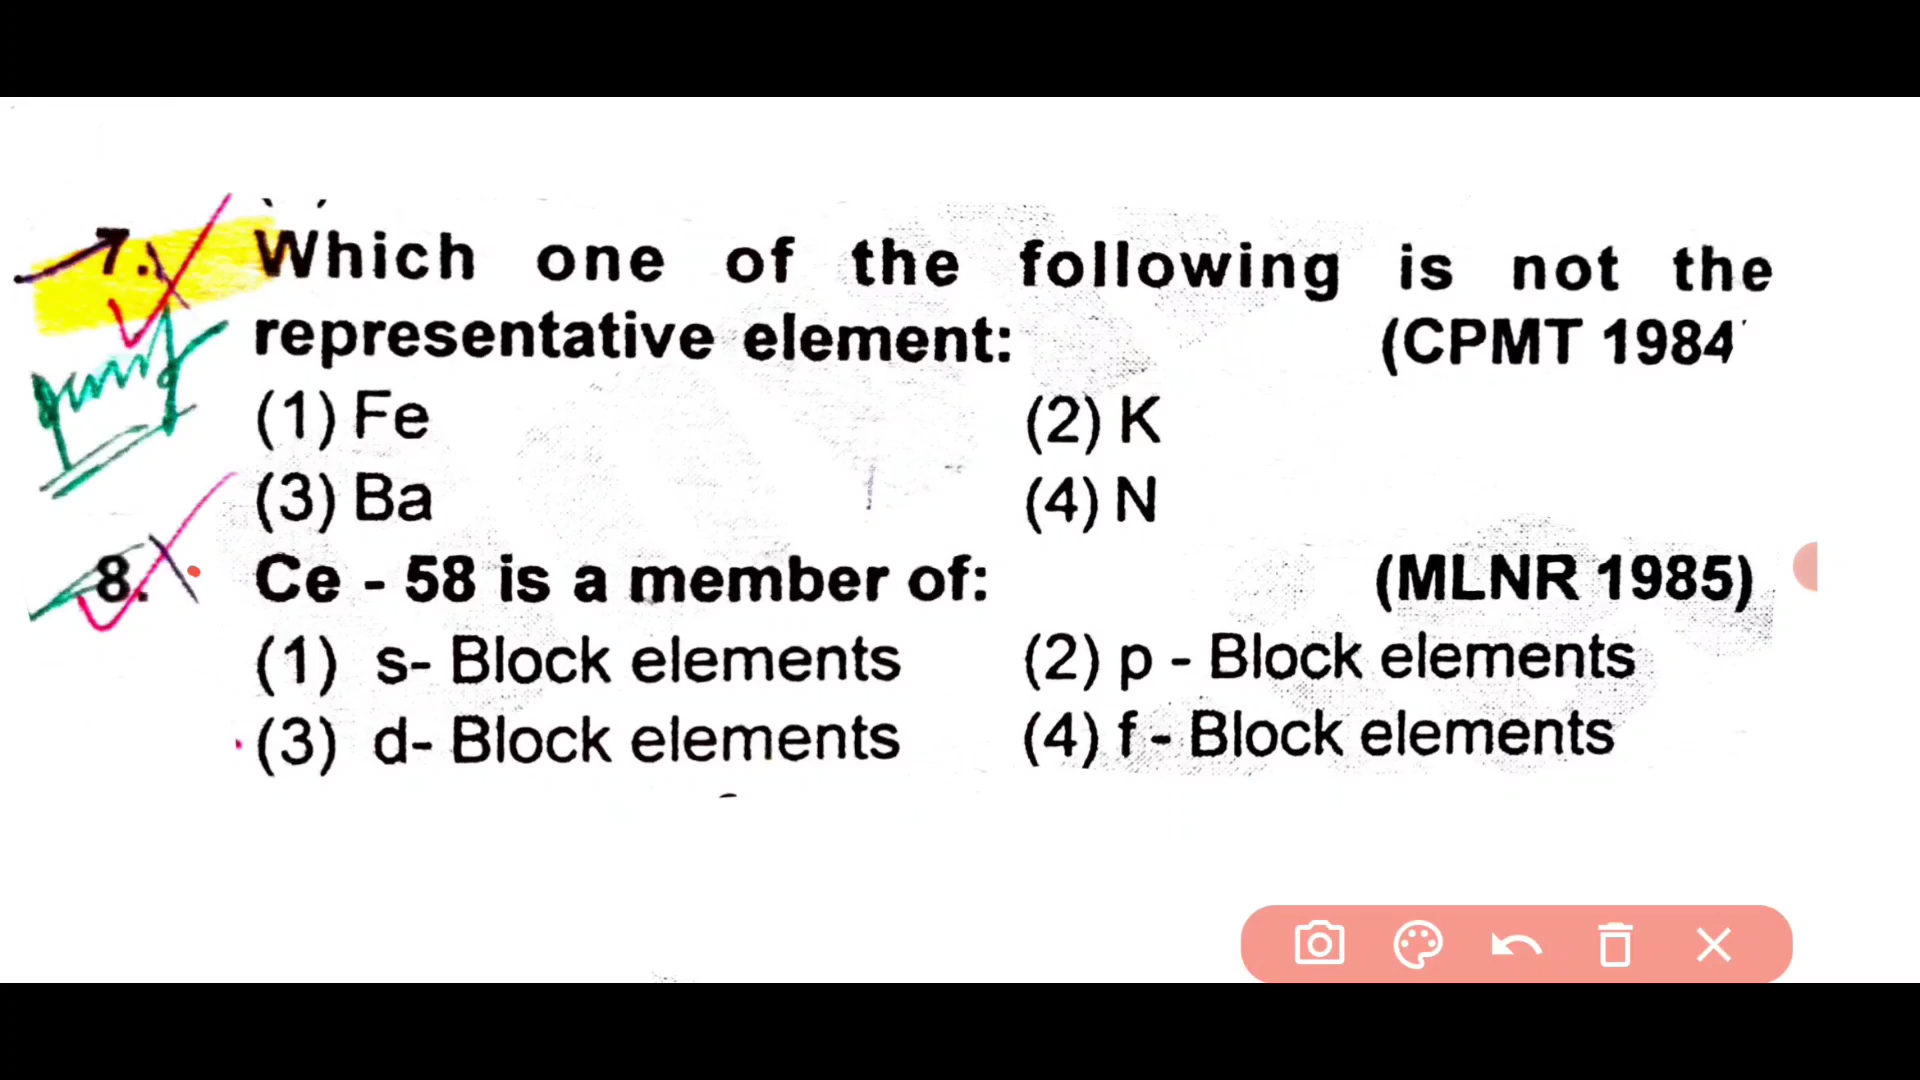 7. Which one of the following is not the
representative element: (CPMT 1984
(1) Fe (2) K
(3) Ba (4) N
8. Ce - 58 is a member of: (MLNR 1985)
(1) s- Block elements (2) p - Block elements
(3) d- Block elements (4) f - Block elements